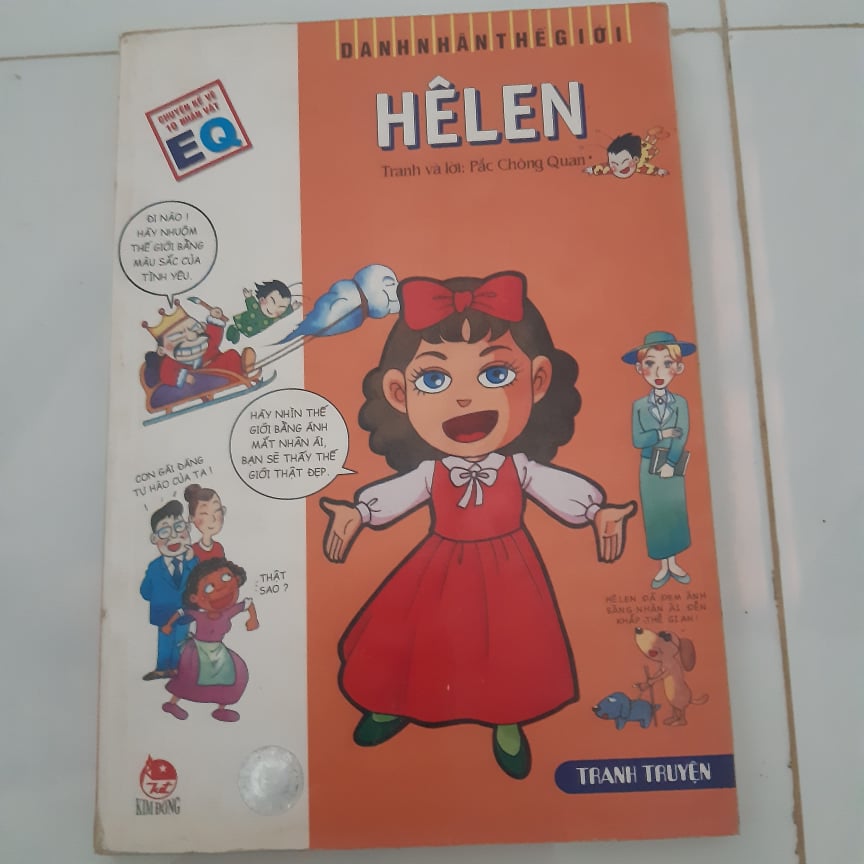 DANH NHÂN THẾ GIỚI
CHUYỆN KỂ VỀ
10 NHÂN VẬT
EQ
HÊLEN
Tranh và lời: Pắc Chòng Quan
ĐI NÀO !
HÃY NHUỘM
THẾ GIỚI BẰNG
MÀU SẮC CỦA
TÌNH YÊU.
HÃY NHÌN THẾ
GIỚI BẰNG ÁNH
MẮT NHÂN ÁI,
BẠN SẼ THẤY THẾ
GIỚI THẬT ĐẸP.
CON GÁI ĐÁNG
TỰ HÀO CỦA TA !
THẬT
SAO ?
HÊLEN ĐÃ ĐEM ÁNH
SÁNG NHÂN ÁI ĐẾN
KHẮP THẾ GIAN !
TRANH TRUYỆN
KIM ĐỒNG